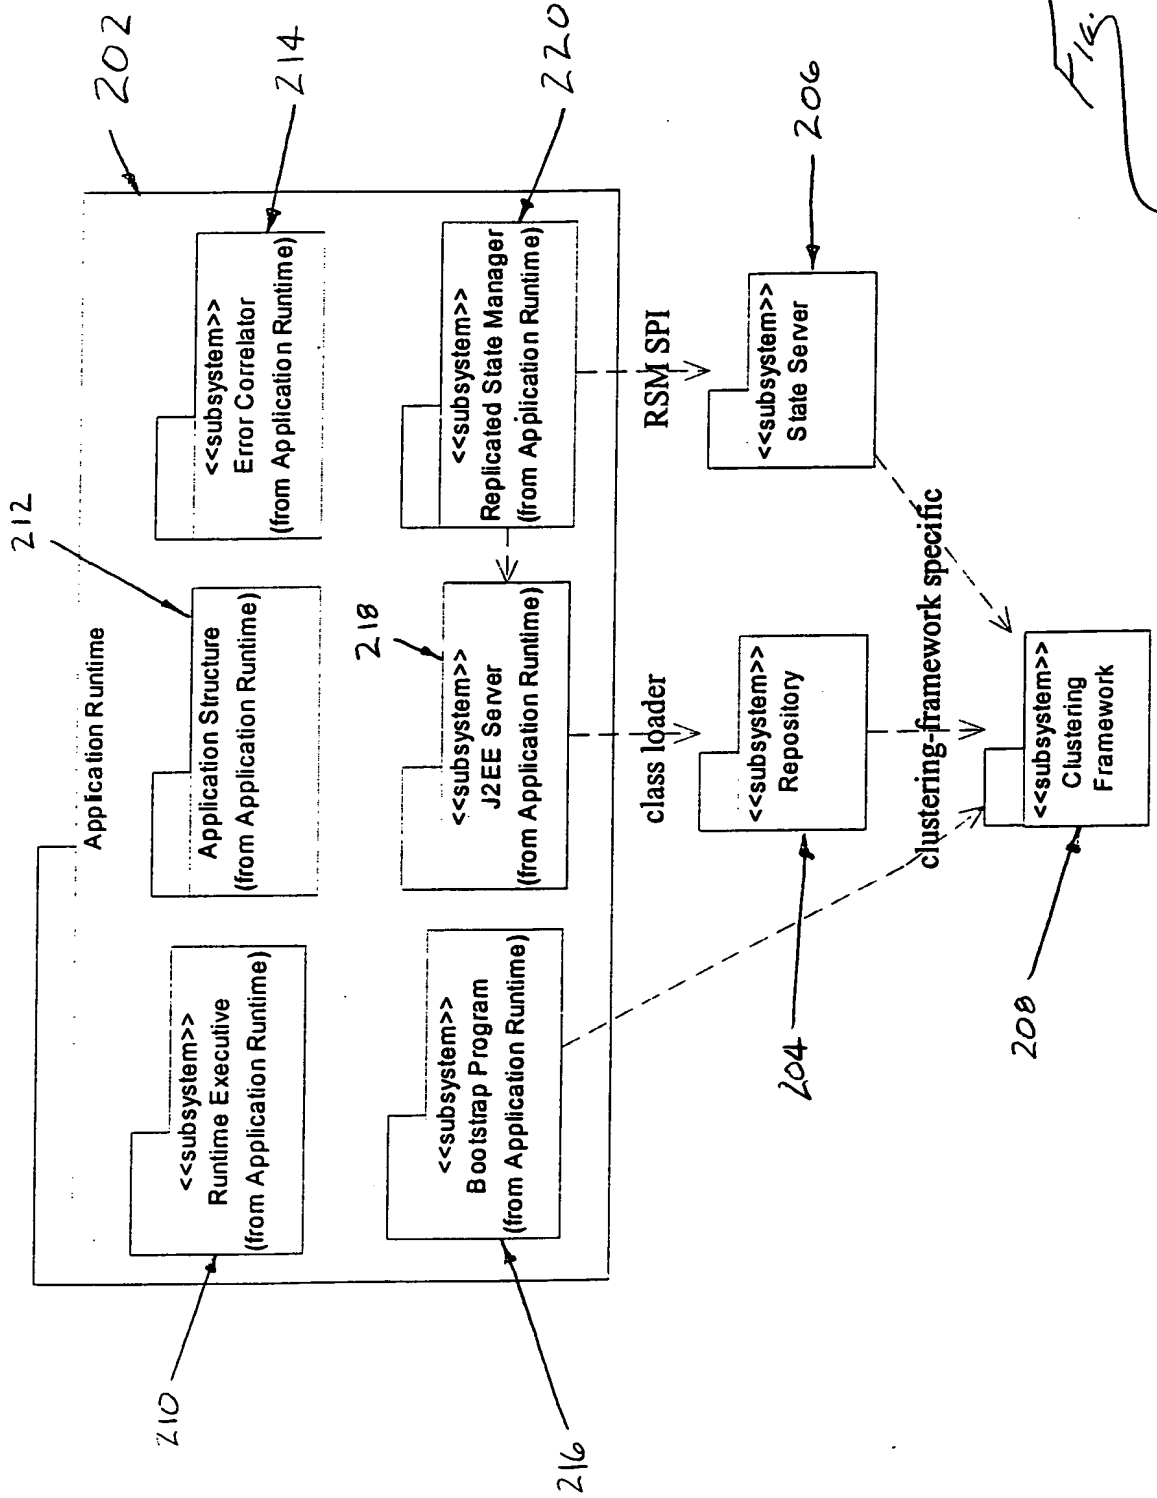 Application Runtime
202
<<subsystem>>
Runtime Executive
(from Application Runtime)
210
Application Structure
(from Application Runtime)
212
<<subsystem>>
Error Correlator
(from Application Runtime)
214
<<subsystem>>
Bootstrap Program
(from Application Runtime)
216
<<subsystem>>
J2EE Server
(from Application Runtime)
218
<<subsystem>>
Replicated State Manager
(from Application Runtime)
220
class loader
RSM SPI
<<subsystem>>
Repository
204
<<subsystem>>
State Server
206
clustering-framework specific
<<subsystem>>
Clustering
Framework
208
FIG.